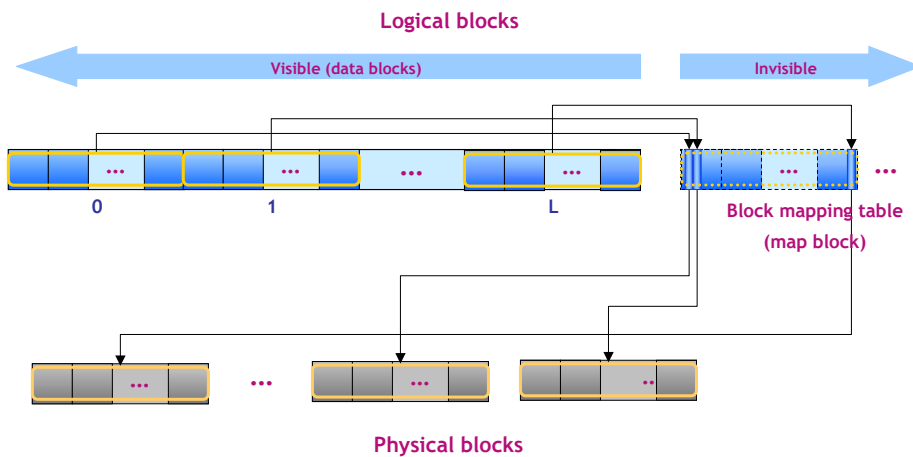 Logical blocks
Visible (data blocks)
Invisible
... ... ... ... ... ...
0 1 L
Block mapping table
(map block)
... ... ... ..
Physical blocks